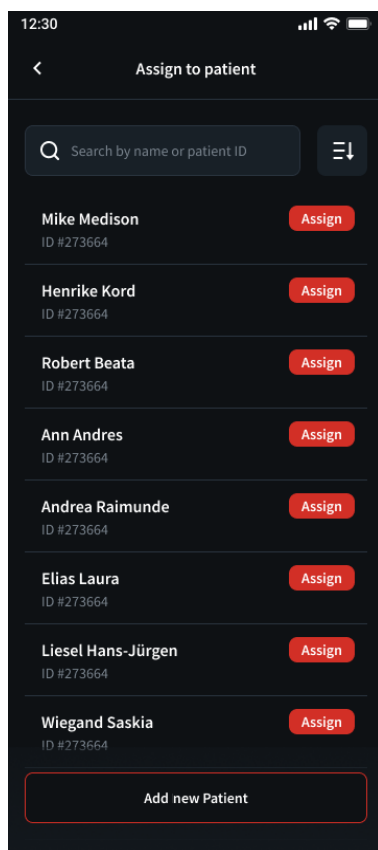 12:30
Assign to patient
Search by name or patient ID
Mike Medison
Assign
ID #273664
Henrike Kord
Assign
ID #273664
Robert Beata
Assign
ID #273664
Ann Andres
Assign
ID #273664
Andrea Raimunde
Assign
ID #273664
Elias Laura
Assign
ID #273664
Liesel Hans-Jürgen
Assign
ID #273664
Wiegand Saskia
Assign
ID #273664
Add new Patient